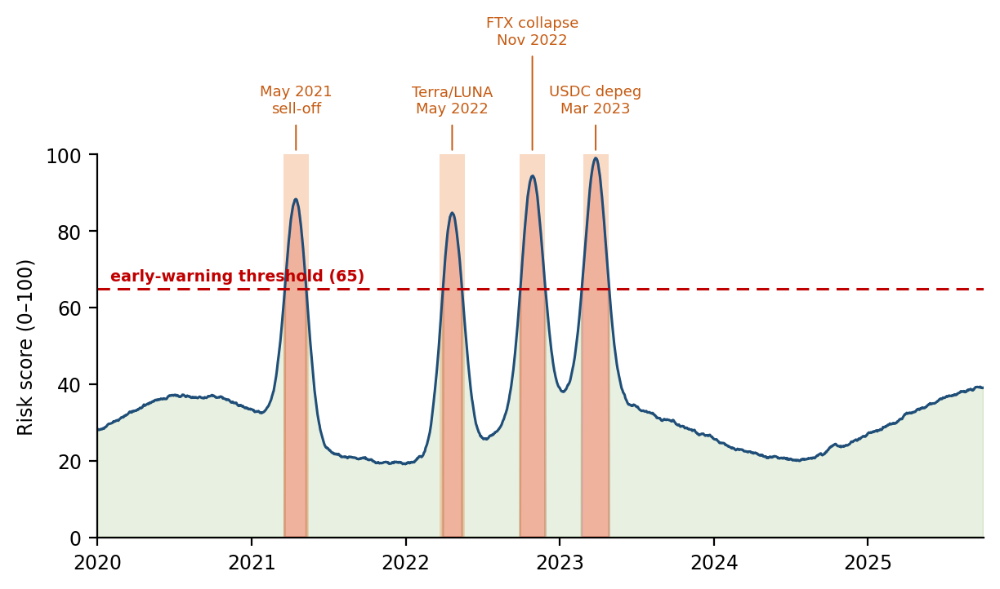 FTX collapse
Nov 2022
May 2021
sell-off
Terra/LUNA
May 2022
USDC depeg
Mar 2023
Risk score (0–100)
100
80
early-warning threshold (65)
60
40
20
0
2020
2021
2022
2023
2024
2025